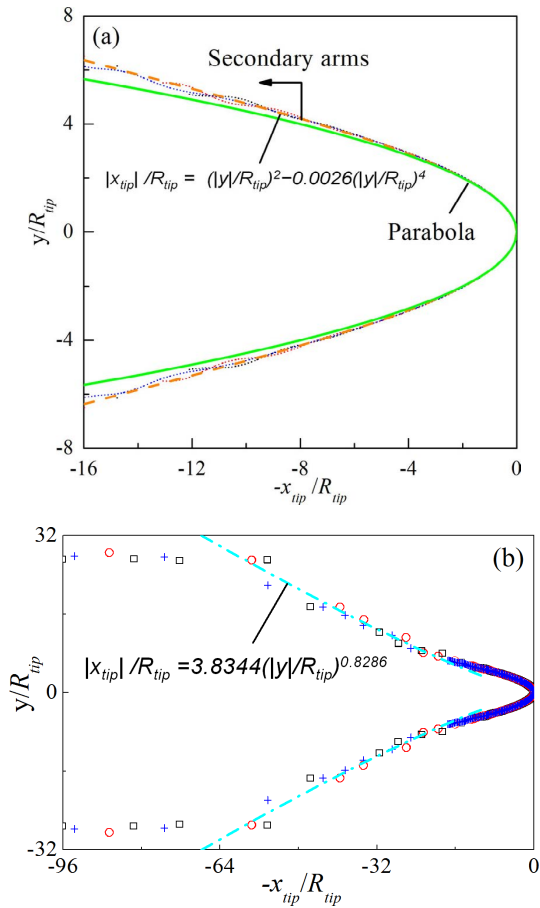 (a)
8
Secondary arms
4
|x_tip| /R_tip = (|y|/R_tip)^2−0.0026(|y|/R_tip)^4
y/R_tip
0
Parabola
-4
-8
-16 -12 -8 -4 0
-x_tip /R_tip
32
(b)
|x_tip| /R_tip =3.8344(|y|/R_tip)^0.8286
y/R_tip
0
-32
-96 -64 -32 0
-x_tip/R_tip